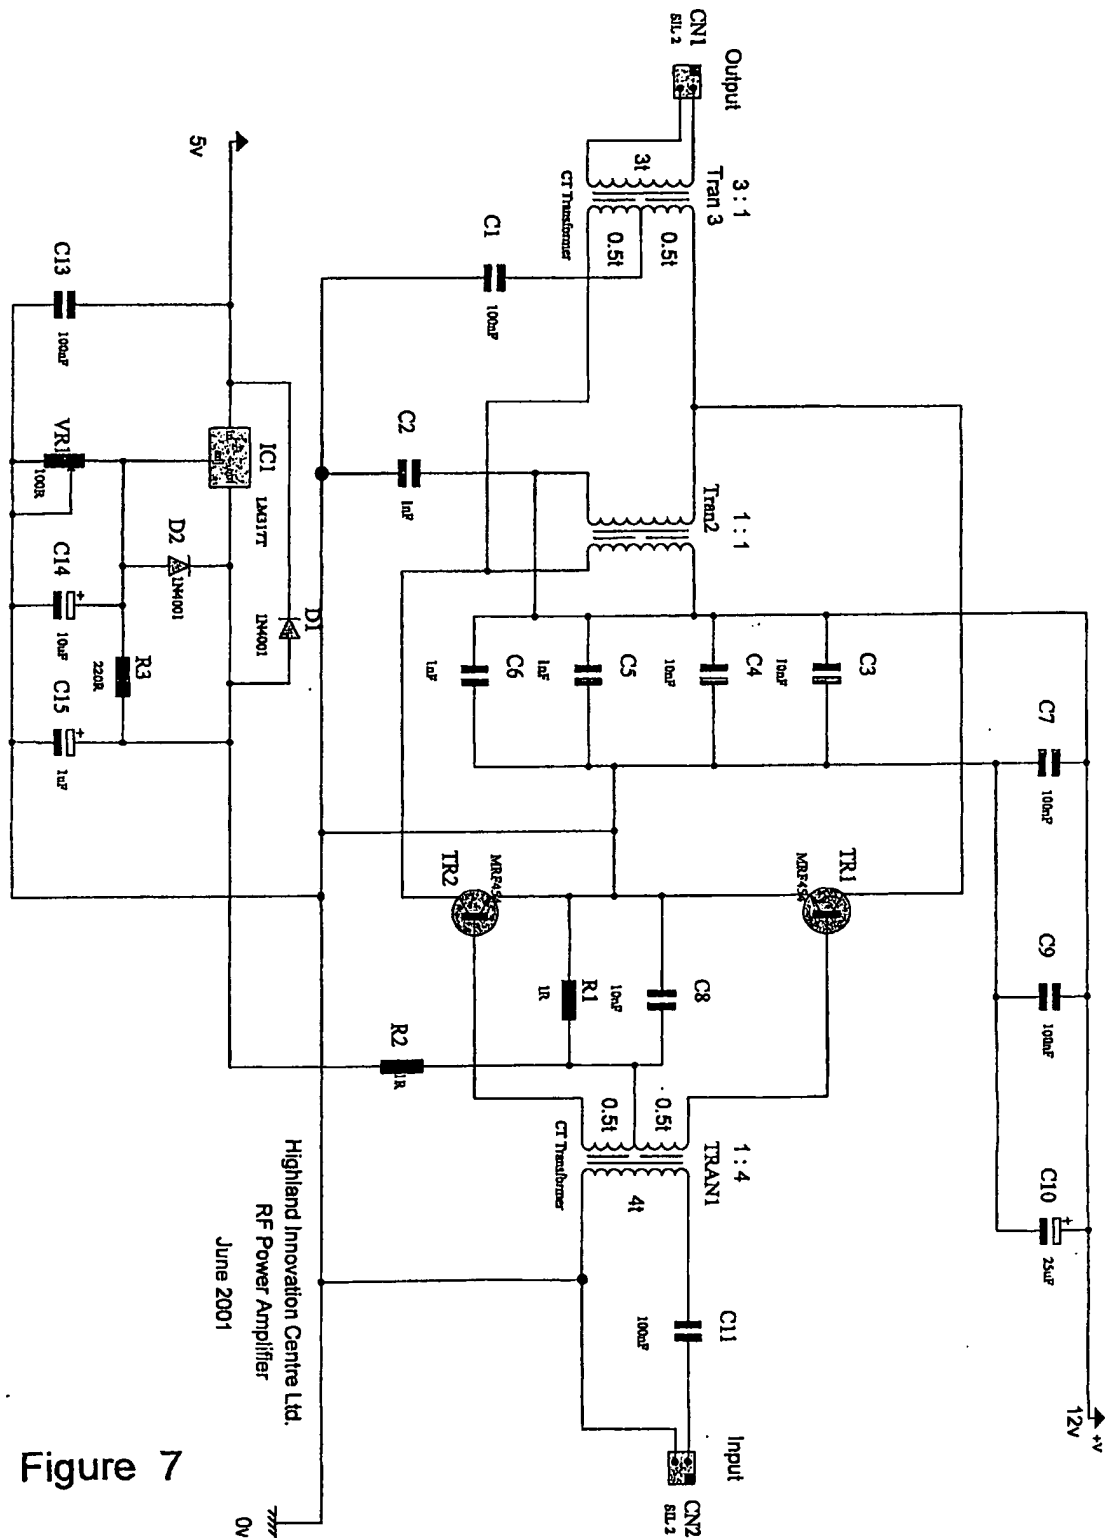 CN1
SIL 2
Output
3 : 1
Tran 3
3t
0.5t
0.5t
CT Transformer
C1
100nF
C2
1nF
1 : 1
Tran2
C3
10nF
C4
10nF
C5
1nF
C6
1nF
C7
100nF
C9
100nF
C10
+
25uF
+v
12v
TR1
MRF454
TR2
MRF454
C8
10nF
R1
1R
R2
1R
1 : 4
TRAN1
0.5t
0.5t
4t
CT Transformer
C11
100nF
Input
CN2
SIL 2
5v
C13
100nF
VR1
100R
IC1
LM317T
D1
1N4001
D2
1N4001
C14
+
10uF
R3
220R
C15
+
1uF
0v
Highland Innovation Centre Ltd.
RF Power Amplifier
June 2001
Figure 7